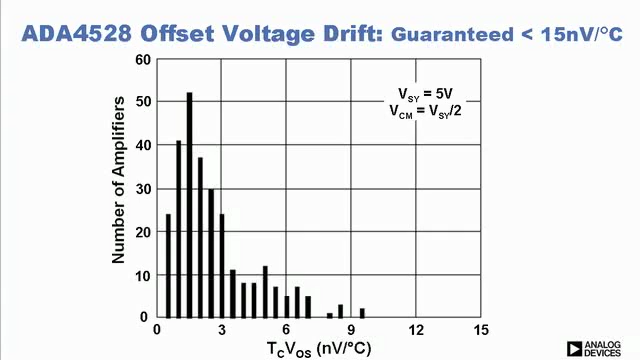 ADA4528 Offset Voltage Drift: Guaranteed < 15nV/°C
60
50
40
30
20
10
0
Number of Amplifiers
VSY = 5V
VCM = VSY/2
0 3 6 9 12 15
TCVOS (nV/°C)
ANALOG
DEVICES